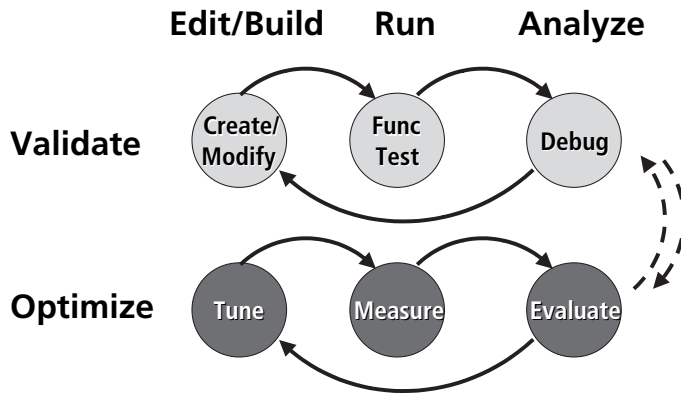 Edit/Build Run Analyze
Validate
Create/
Modify
Func
Test
Debug
Optimize
Tune
Measure
Evaluate